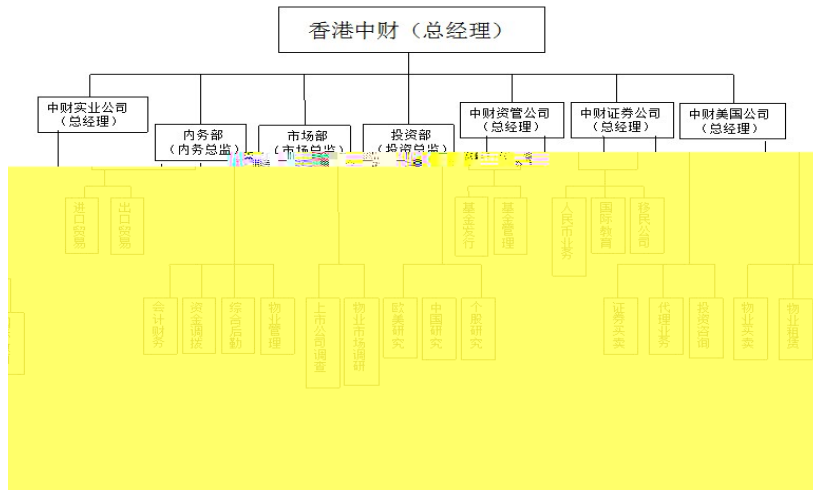 香港中财（总经理）
中财实业公司
（总经理）
内务部
（内务总监）
市场部
（市场总监）
投资部
（投资总监）
中财资管公司
（总经理）
中财证券公司
（总经理）
中财美国公司
（总经理）
进口贸易
出口贸易
基金发行
基金管理
人民币业务
国际教育
移民公司
会计财务
资金调拨
综合后勤
物业管理
上市公司调查
物业市场调研
欧美研究
中国研究
个股研究
证券买卖
代理业务
投资咨询
物业买卖
物业租赁